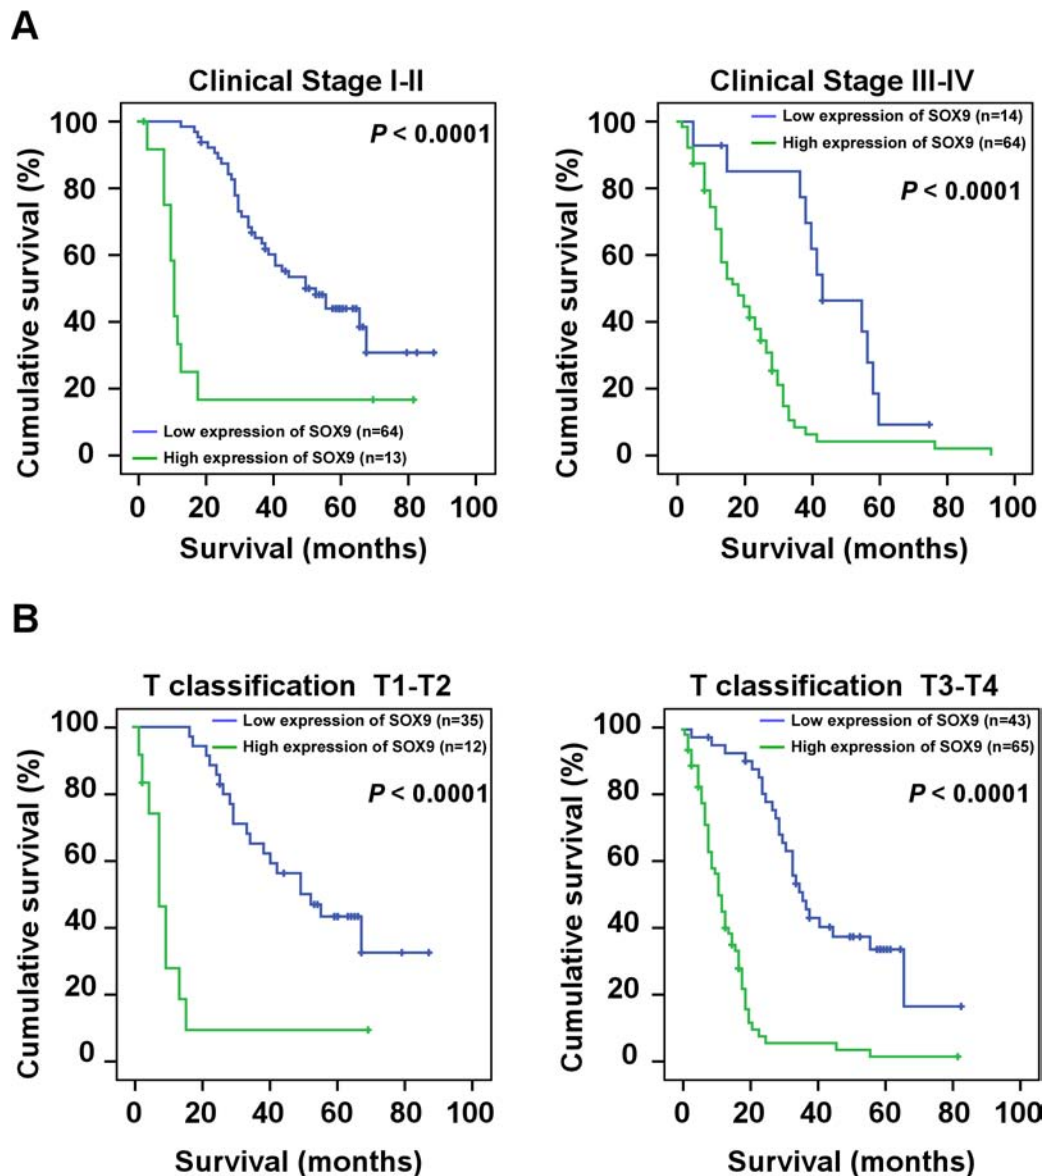 A
Clinical Stage I-II
P < 0.0001
Cumulative survival (%)
100
80
60
40
20
0
Low expression of SOX9 (n=64)
High expression of SOX9 (n=13)
0 20 40 60 80 100
Survival (months)
Clinical Stage III-IV
Low expression of SOX9 (n=14)
High expression of SOX9 (n=64)
P < 0.0001
Cumulative survival (%)
100
80
60
40
20
0
0 20 40 60 80 100
Survival (months)
B
T classification T1-T2
Low expression of SOX9 (n=35)
High expression of SOX9 (n=12)
P < 0.0001
Cumulative survival (%)
100
80
60
40
20
0
0 20 40 60 80 100
Survival (months)
T classification T3-T4
Low expression of SOX9 (n=43)
High expression of SOX9 (n=65)
P < 0.0001
Cumulative survival (%)
100
80
60
40
20
0
0 20 40 60 80 100
Survival (months)